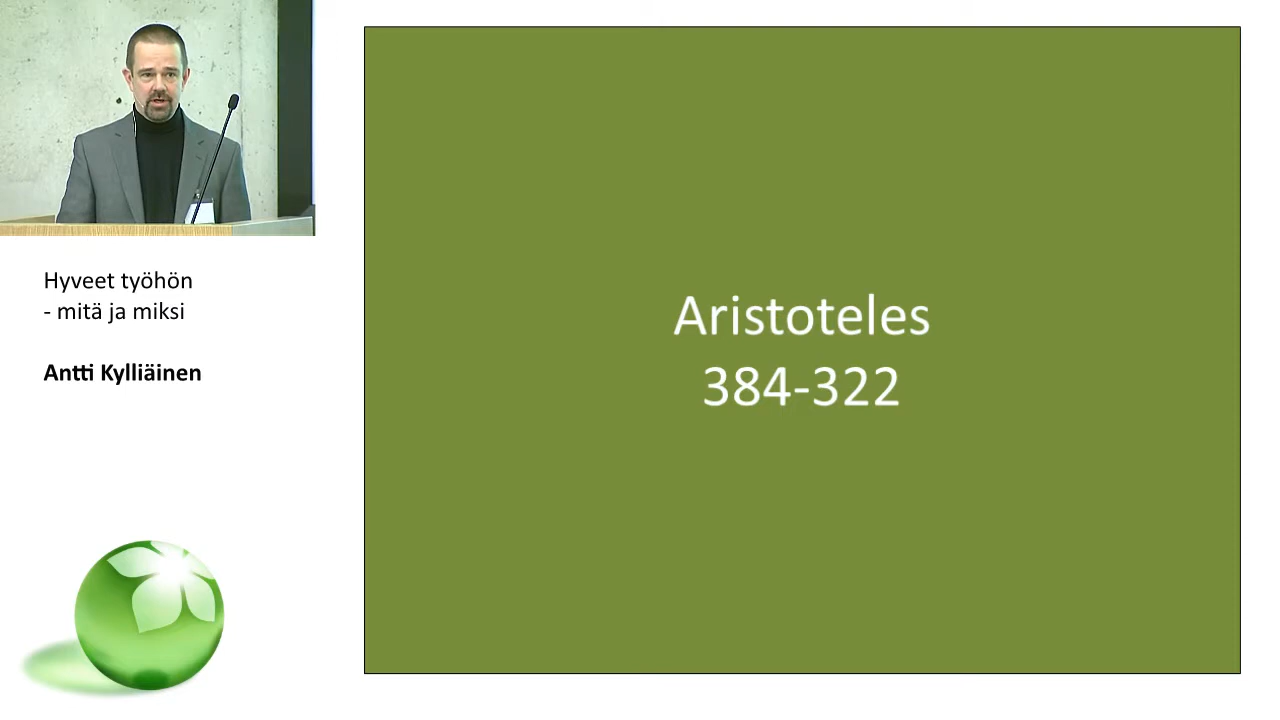 Hyveet työhön
- mitä ja miksi
Antti Kylliäinen
Aristoteles
384-322